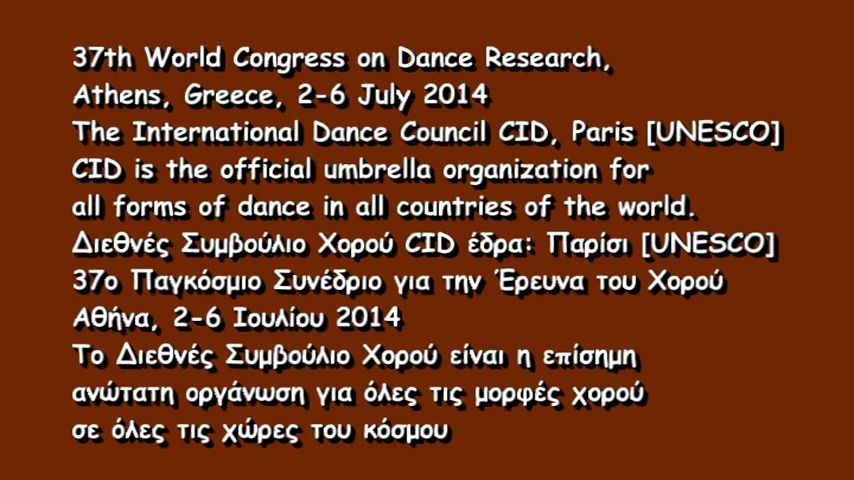 37th World Congress on Dance Research,
Athens, Greece, 2-6 July 2014
The International Dance Council CID, Paris [UNESCO]
CID is the official umbrella organization for
all forms of dance in all countries of the world.
Διεθνές Συμβούλιο Χορού CID έδρα: Παρίσι [UNESCO]
37ο Παγκόσμιο Συνέδριο για την Έρευνα του Χορού
Αθήνα, 2-6 Ιουλίου 2014
Το Διεθνές Συμβούλιο Χορού είναι η επίσημη
ανώτατη οργάνωση για όλες τις μορφές χορού
σε όλες τις χώρες του κόσμου